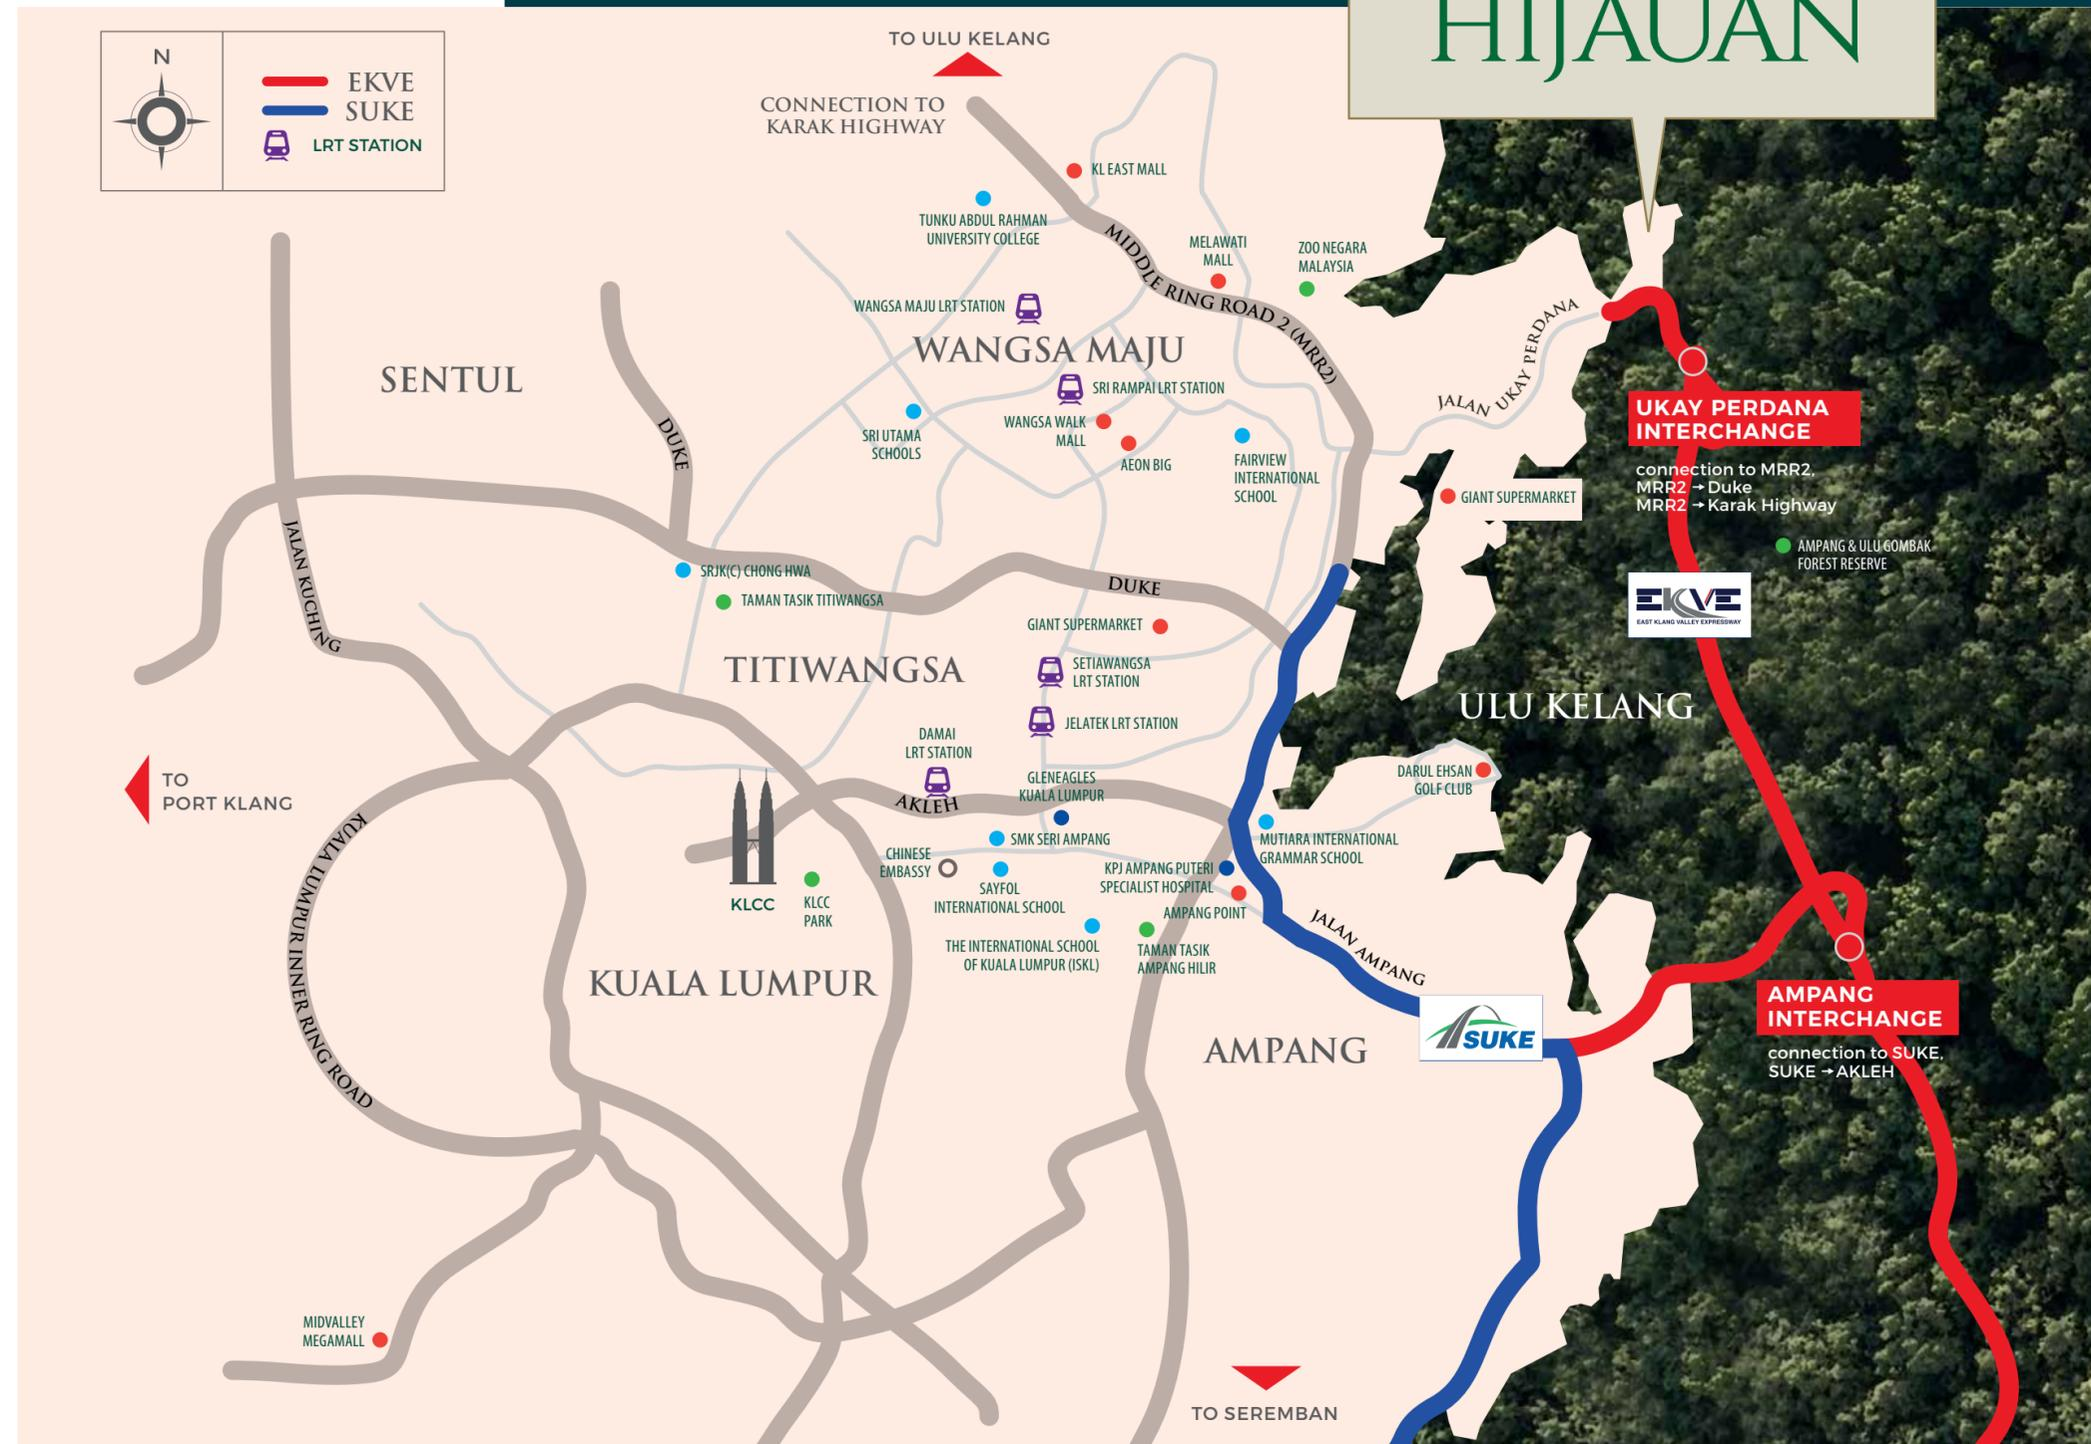 HIJAUAN
N
EKVE
SUKE
LRT STATION
TO ULU KELANG
CONNECTION TO
KARAK HIGHWAY
KL EAST MALL
TUNKU ABDUL RAHMAN
UNIVERSITY COLLEGE
MIDDLE RING ROAD 2 (MRR2)
MELAWATI
MALL
ZOO NEGARA
MALAYSIA
WANGSA MAJU LRT STATION
WANGSA MAJU
SENTUL
SRI RAMPAI LRT STATION
JALAN UKAY PERDANA
UKAY PERDANA
INTERCHANGE
connection to MRR2,
MRR2 → Duke
MRR2 → Karak Highway
SRI UTAMA
SCHOOLS
WANGSA WALK
MALL
AEON BIG
FAIRVIEW
INTERNATIONAL
SCHOOL
GIANT SUPERMARKET
DUKE
AMPANG & ULU GOMBAK
FOREST RESERVE
JALAN KUCHING
SRJK(C) CHONG HWA
TAMAN TASIK TITIWANGSA
DUKE
EKVE
EAST KLANG VALLEY EXPRESSWAY
GIANT SUPERMARKET
TITIWANGSA
SETIAWANGSA
LRT STATION
ULU KELANG
JELATEK LRT STATION
DAMAI
LRT STATION
TO
PORT KLANG
GLENEAGLES
KUALA LUMPUR
AKLEH
DARUL EHSAN
GOLF CLUB
KUALA LUMPUR INNER RING ROAD
SMK SERI AMPANG
MUTIARA INTERNATIONAL
GRAMMAR SCHOOL
CHINESE
EMBASSY
KPJ AMPANG PUTERI
SPECIALIST HOSPITAL
SAYFOL
INTERNATIONAL SCHOOL
KLCC
KLCC
PARK
AMPANG POINT
JALAN AMPANG
THE INTERNATIONAL SCHOOL
OF KUALA LUMPUR (ISKL)
TAMAN TASIK
AMPANG HILIR
KUALA LUMPUR
AMPANG
INTERCHANGE
connection to SUKE,
SUKE → AKLEH
SUKE
AMPANG
MIDVALLEY
MEGAMALL
TO SEREMBAN